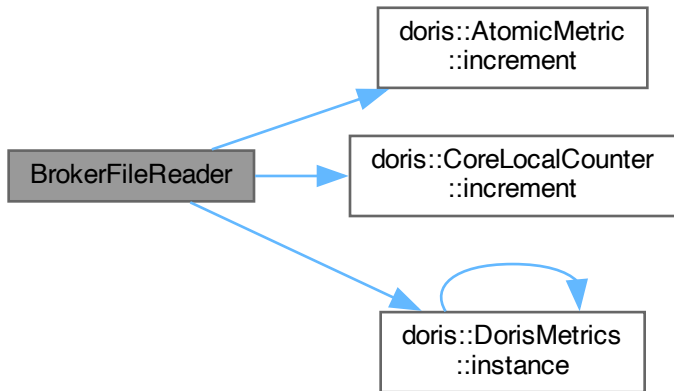 doris::AtomicMetric
::increment
BrokerFileReader
doris::CoreLocalCounter
::increment
doris::DorisMetrics
::instance